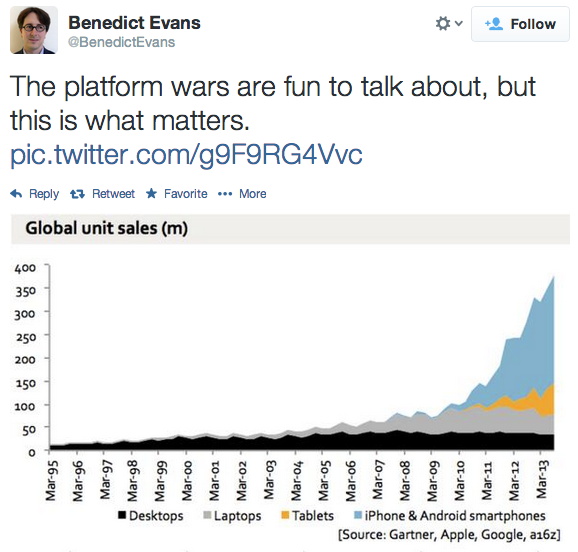 Benedict Evans
@BenedictEvans
Follow
The platform wars are fun to talk about, but
this is what matters.
pic.twitter.com/g9F9RG4Vvc
Reply Retweet Favorite More
Global unit sales (m)
400
350
300
250
200
150
100
50
0
Mar-95 Mar-96 Mar-97 Mar-98 Mar-99 Mar-00 Mar-01 Mar-02 Mar-03 Mar-04 Mar-05 Mar-06 Mar-07 Mar-08 Mar-09 Mar-10 Mar-11 Mar-12 Mar-13
Desktops Laptops Tablets iPhone & Android smartphones
[Source: Gartner, Apple, Google, a16z]